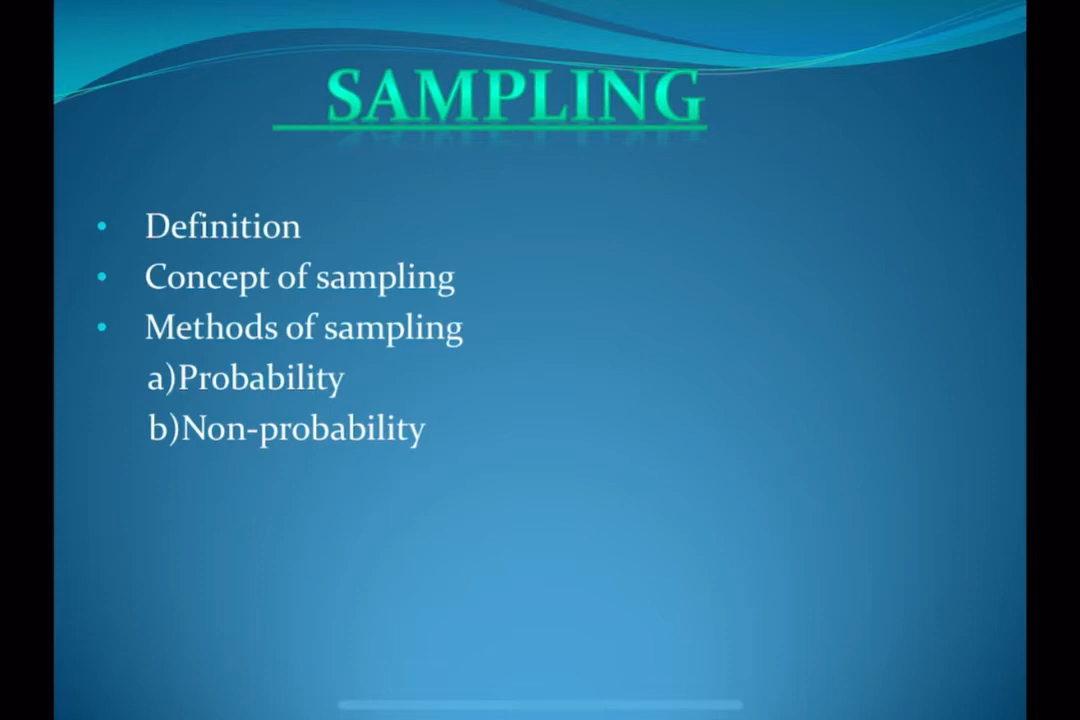 SAMPLING
• Definition
• Concept of sampling
• Methods of sampling
a)Probability
b)Non-probability